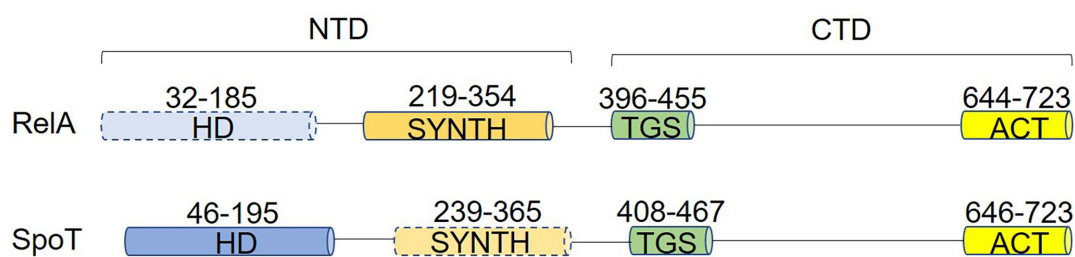 NTD CTD
32-185 219-354 396-455 644-723
RelA HD SYNTH TGS ACT
46-195 239-365 408-467 646-723
SpoT HD SYNTH TGS ACT